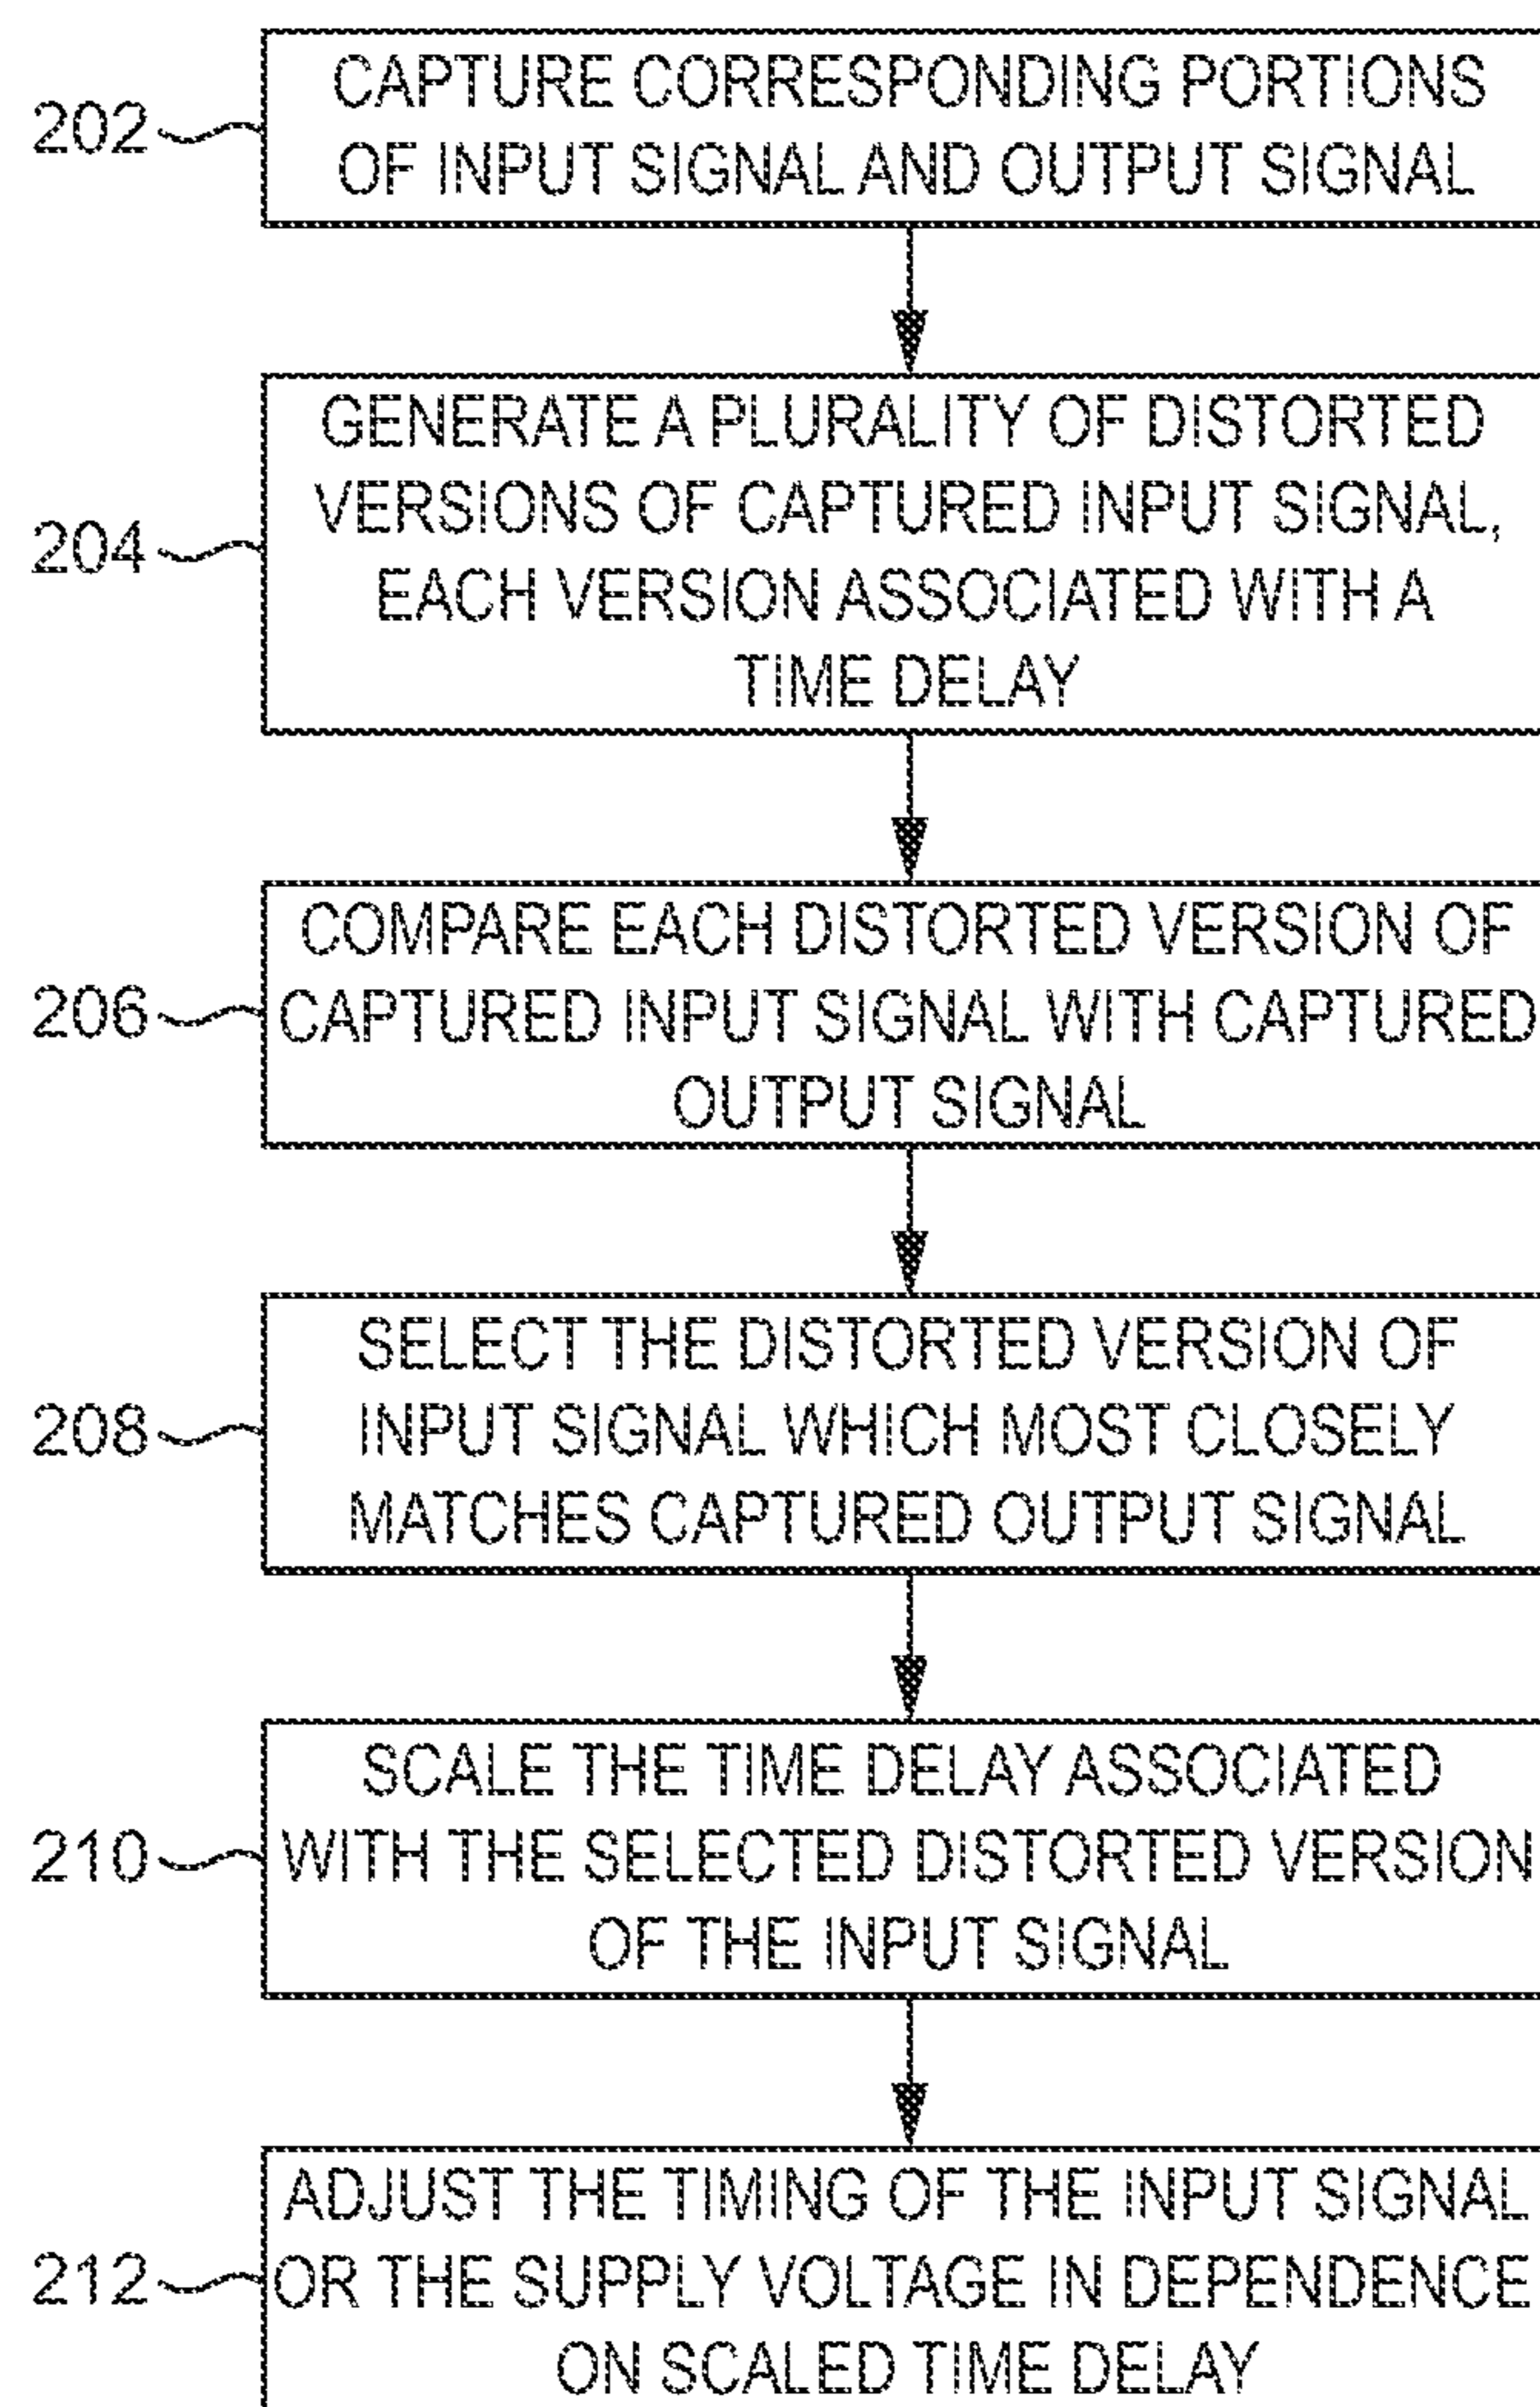 CAPTURE CORRESPONDING PORTIONS
202
OF INPUT SIGNAL AND OUTPUT SIGNAL
GENERATE A PLURALITY OF DISTORTED
VERSIONS OF CAPTURED INPUT SIGNAL,
204
EACH VERSION ASSOCIATED WITH A
TIME DELAY
COMPARE EACH DISTORTED VERSION OF
206
CAPTURED INPUT SIGNAL WITH CAPTURED
OUTPUT SIGNAL
SELECT THE DISTORTED VERSION OF
208
INPUT SIGNAL WHICH MOST CLOSELY
MATCHES CAPTURED OUTPUT SIGNAL
SCALE THE TIME DELAY ASSOCIATED
210
WITH THE SELECTED DISTORTED VERSION
OF THE INPUT SIGNAL
ADJUST THE TIMING OF THE INPUT SIGNAL
212
OR THE SUPPLY VOLTAGE IN DEPENDENCE
ON SCALED TIME DELAY